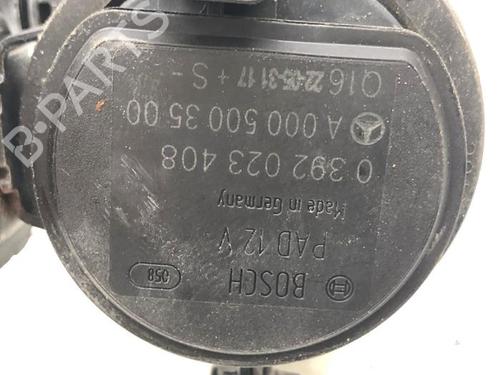 BOSCH
058
PAD 12 V
Made in Germany
0 392 023 408
A 000 500 35 00
Q16 22-05-31 17 + S -
B-PARTS